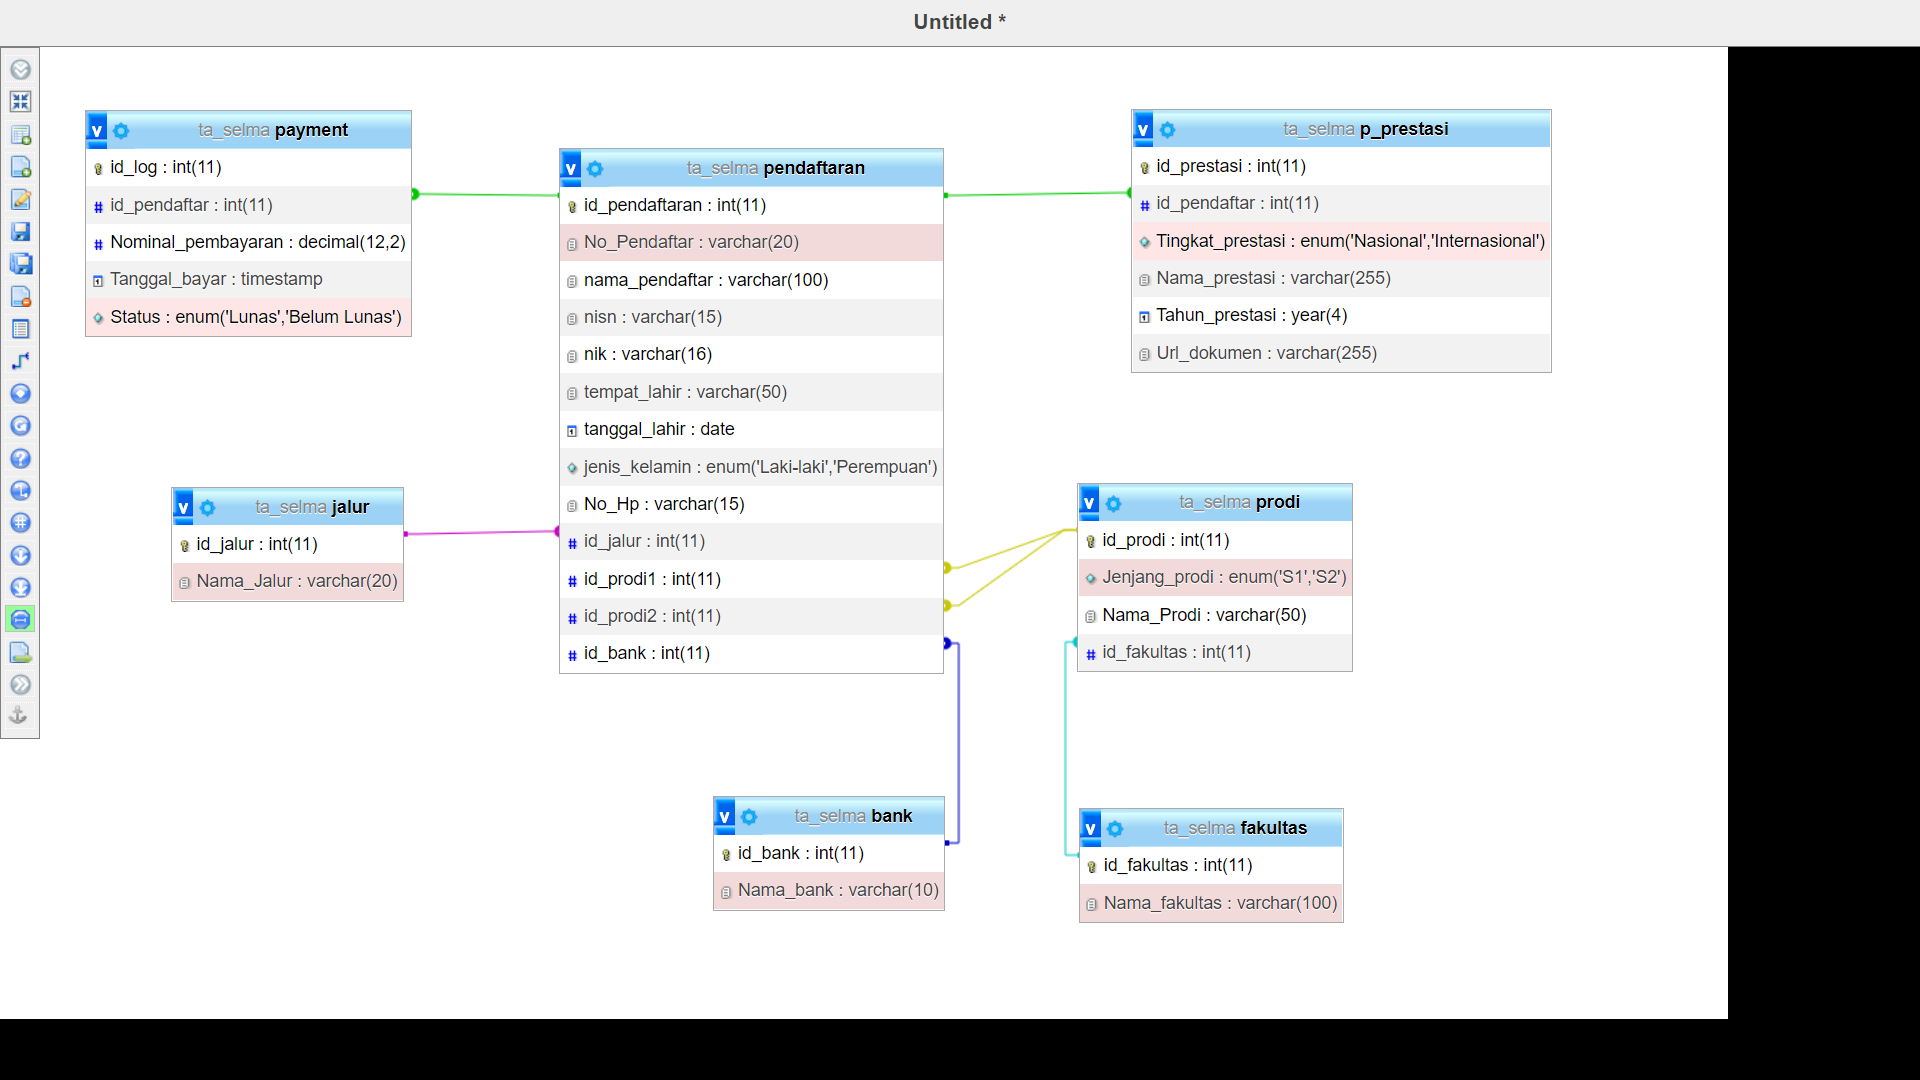 Untitled *
ta_selma payment
id_log : int(11)
id_pendaftar : int(11)
Nominal_pembayaran : decimal(12,2)
Tanggal_bayar : timestamp
Status : enum('Lunas','Belum Lunas')
ta_selma pendaftaran
id_pendaftaran : int(11)
No_Pendaftar : varchar(20)
nama_pendaftar : varchar(100)
nisn : varchar(15)
nik : varchar(16)
tempat_lahir : varchar(50)
tanggal_lahir : date
jenis_kelamin : enum('Laki-laki','Perempuan')
No_Hp : varchar(15)
id_jalur : int(11)
id_prodi1 : int(11)
id_prodi2 : int(11)
id_bank : int(11)
ta_selma p_prestasi
id_prestasi : int(11)
id_pendaftar : int(11)
Tingkat_prestasi : enum('Nasional','Internasional')
Nama_prestasi : varchar(255)
Tahun_prestasi : year(4)
Url_dokumen : varchar(255)
ta_selma jalur
id_jalur : int(11)
Nama_Jalur : varchar(20)
ta_selma prodi
id_prodi : int(11)
Jenjang_prodi : enum('S1','S2')
Nama_Prodi : varchar(50)
id_fakultas : int(11)
ta_selma bank
id_bank : int(11)
Nama_bank : varchar(10)
ta_selma fakultas
id_fakultas : int(11)
Nama_fakultas : varchar(100)